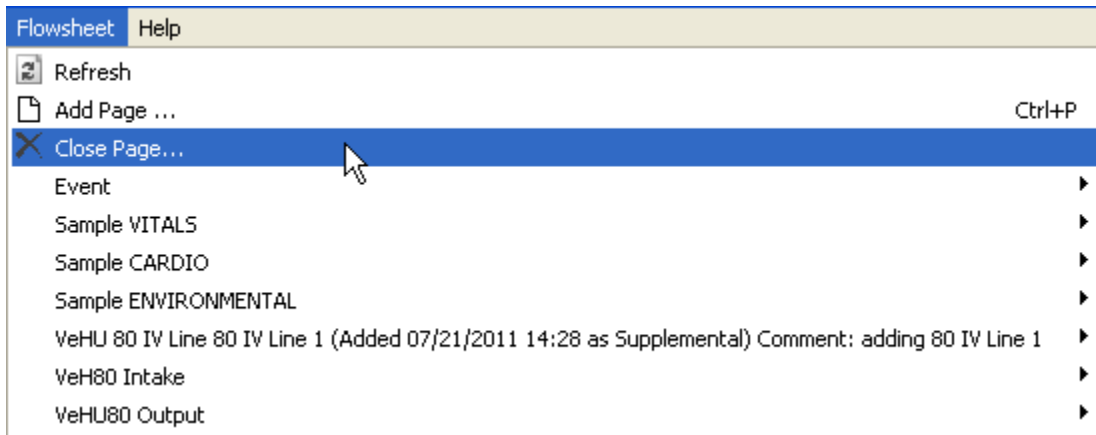 Flowsheet Help
Refresh
Add Page ... Ctrl+P
Close Page...
Event
Sample VITALS
Sample CARDIO
Sample ENVIRONMENTAL
VeHU 80 IV Line 80 IV Line 1 (Added 07/21/2011 14:28 as Supplemental) Comment: adding 80 IV Line 1
VeH80 Intake
VeHU80 Output